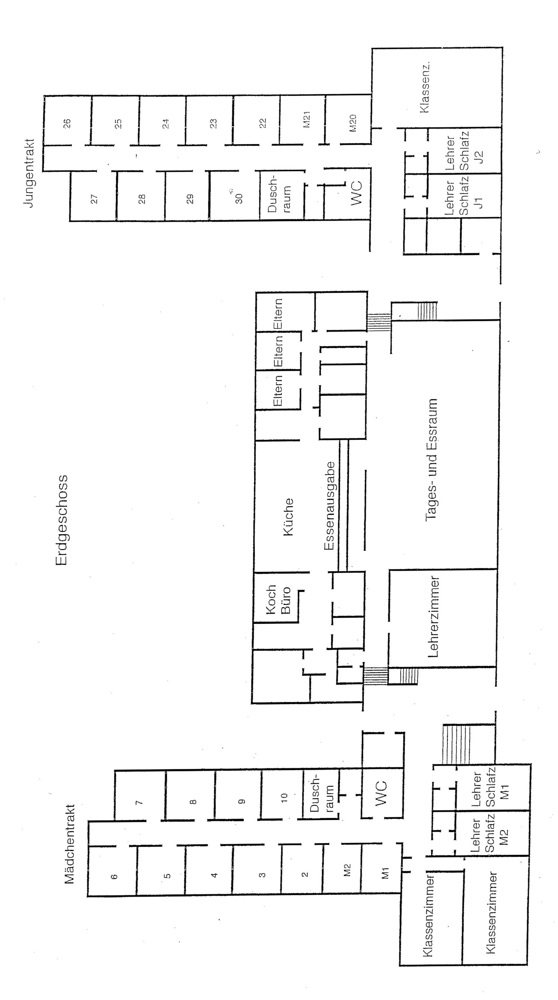 Erdgeschoss
Mädchentrakt
Jungentrakt
6
5
4
3
2
M2
M1
7
8
9
10
Dusch-
raum
WC
Klassenzimmer
Klassenzimmer
Lehrer
Schlafz
M2
Lehrer
Schlafz
M1
Koch
Büro
Küche
Essenausgabe
Eltern
Eltern
Eltern
Lehrerzimmer
Tages- und Essraum
27
28
29
30
Dusch-
raum
WC
26
25
24
23
22
M21
M20
Lehrer
Schlafz
J1
Lehrer
Schlafz
J2
Klassenz.